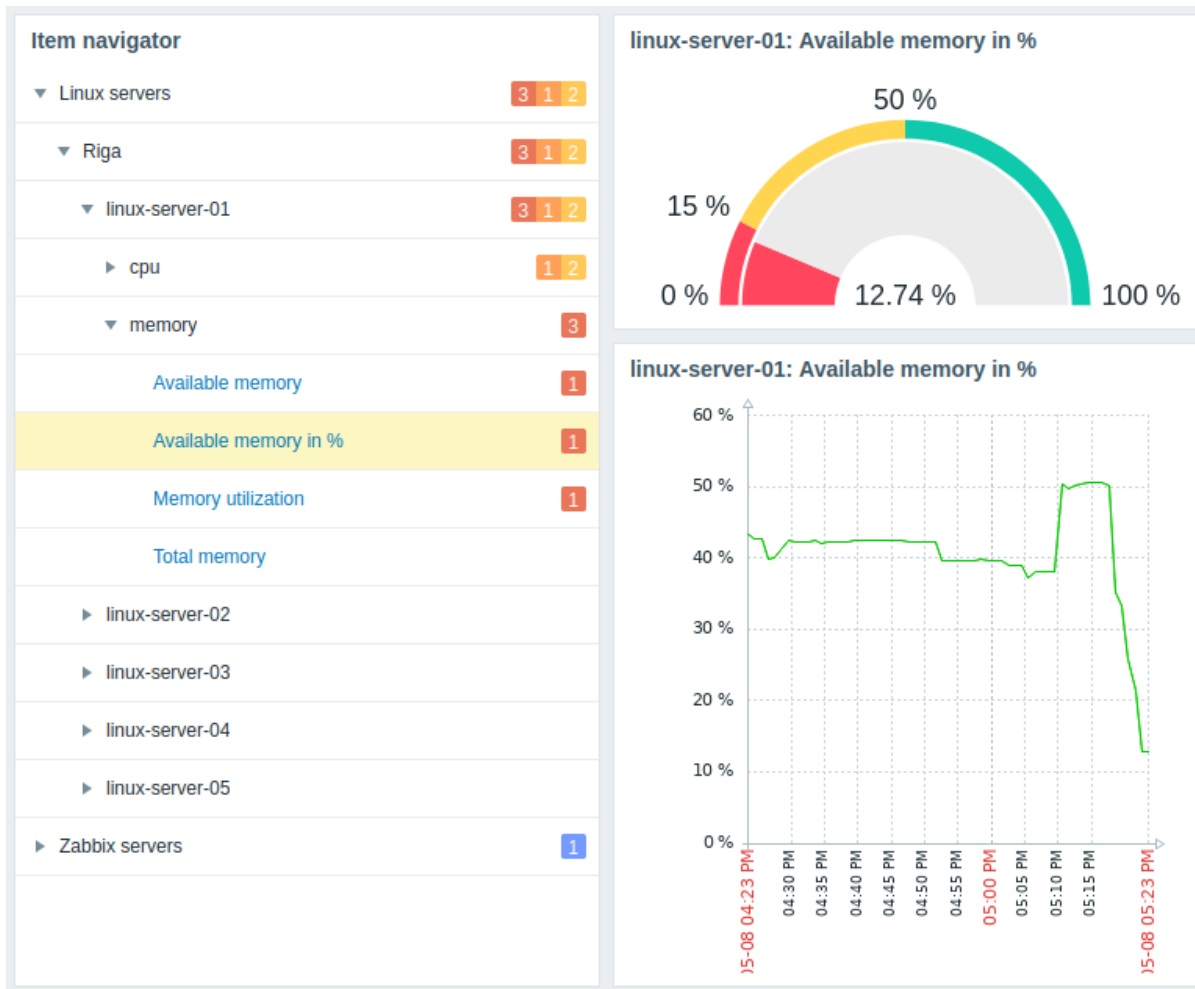 Item navigator
Linux servers 3 1 2
Riga 3 1 2
linux-server-01 3 1 2
cpu 1 2
memory 3
Available memory 1
Available memory in % 1
Memory utilization 1
Total memory
linux-server-02
linux-server-03
linux-server-04
linux-server-05
Zabbix servers 1
linux-server-01: Available memory in %
50 %
15 %
0 % 12.74 % 100 %
linux-server-01: Available memory in %
60 %
50 %
40 %
30 %
20 %
10 %
0 %
5-08 04:23 PM
04:30 PM
04:35 PM
04:40 PM
04:45 PM
04:50 PM
04:55 PM
05:00 PM
05:05 PM
05:10 PM
05:15 PM
5-08 05:23 PM